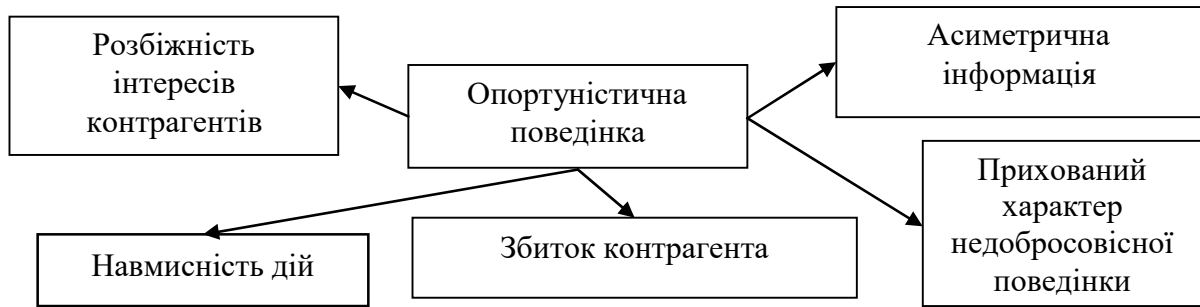 Розбіжність
інтересів
контрагентів
Опортуністична
поведінка
Асиметрична
інформація
Навмисність дій
Збиток контрагента
Прихований
характер
недобросовісної
поведінки